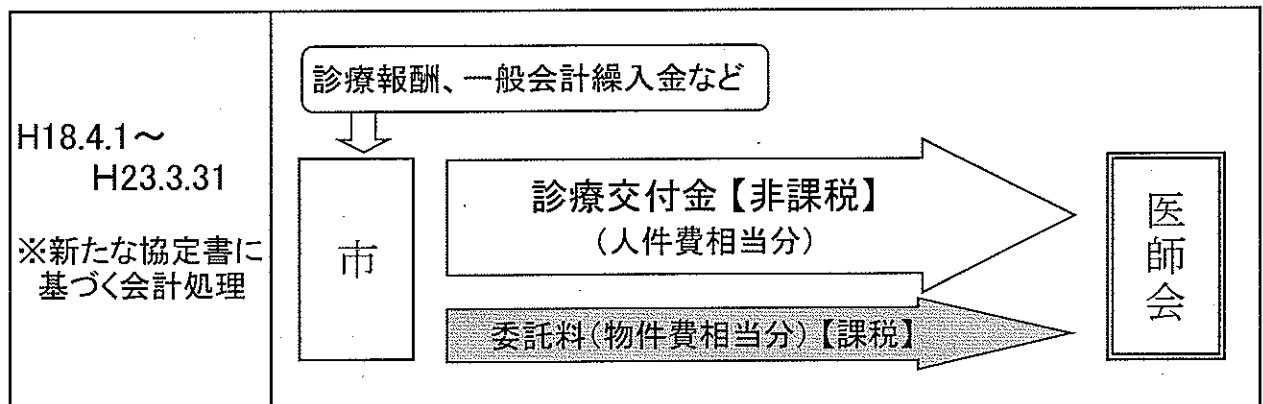 H18.4.1～
H23.3.31
※新たな協定書に
基づく会計処理
診療報酬、一般会計繰入金など
市
診療交付金【非課税】
（人件費相当分）
委託料（物件費相当分）【課税】
医師会